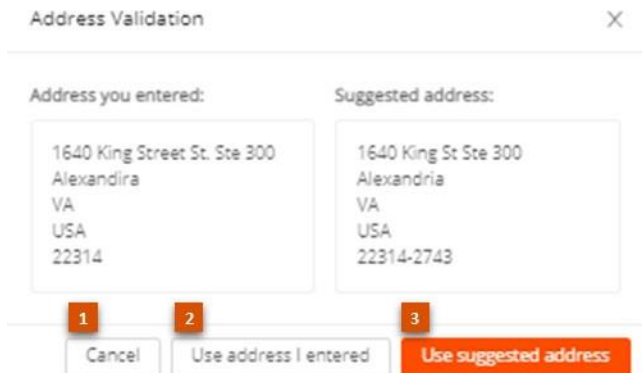 Address Validation
Address you entered:
1640 King Street St. Ste 300
Alexandira
VA
USA
22314
Suggested address:
1640 King St Ste 300
Alexandria
VA
USA
22314-2743
1
2
3
Cancel
Use address I entered
Use suggested address